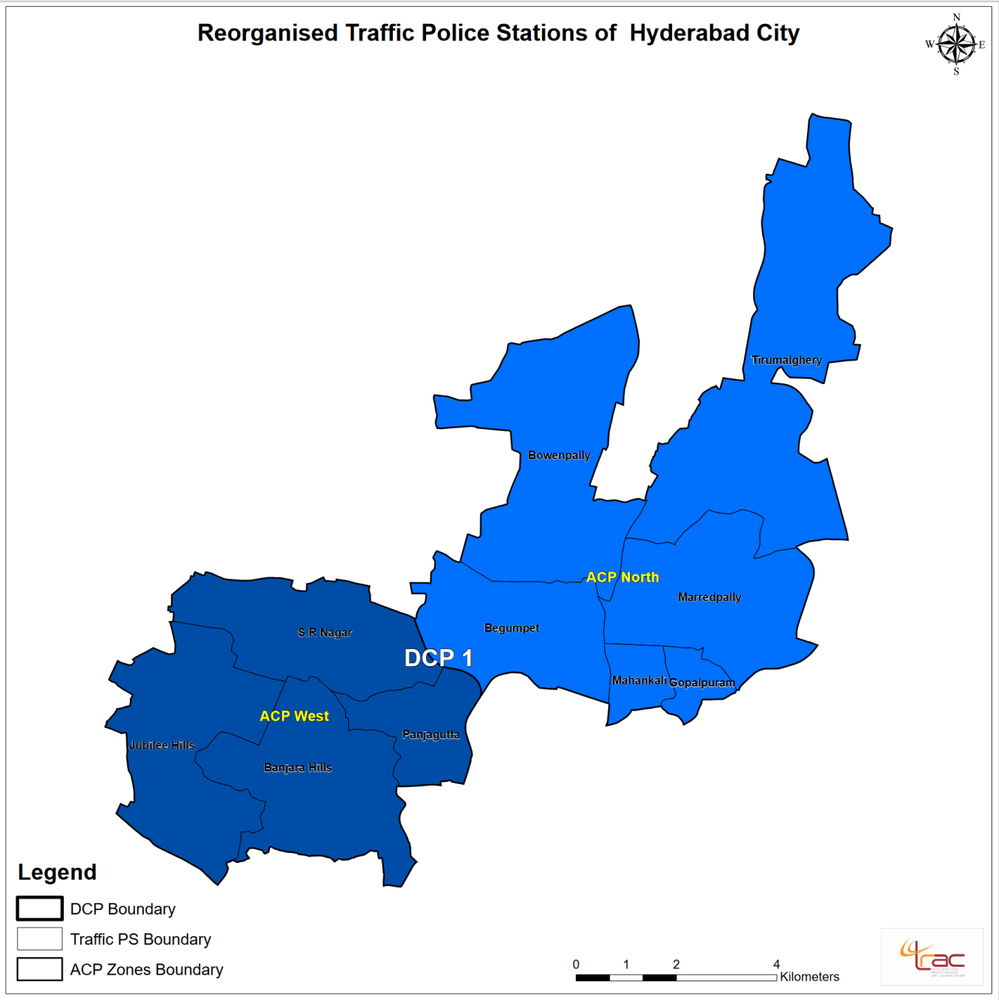 Reorganised Traffic Police Stations of  Hyderabad City
N
W
E
S
Tirumalghery
Bowenpally
ACP North
Marredpally
Begumpet
S.R Nagar
DCP 1
Mahankali
Gopalpuram
ACP West
Panjagutta
Jubilee Hills
Banjara Hills
Legend
DCP Boundary
Traffic PS Boundary
ACP Zones Boundary
0 1 2 4
Kilometers
trac